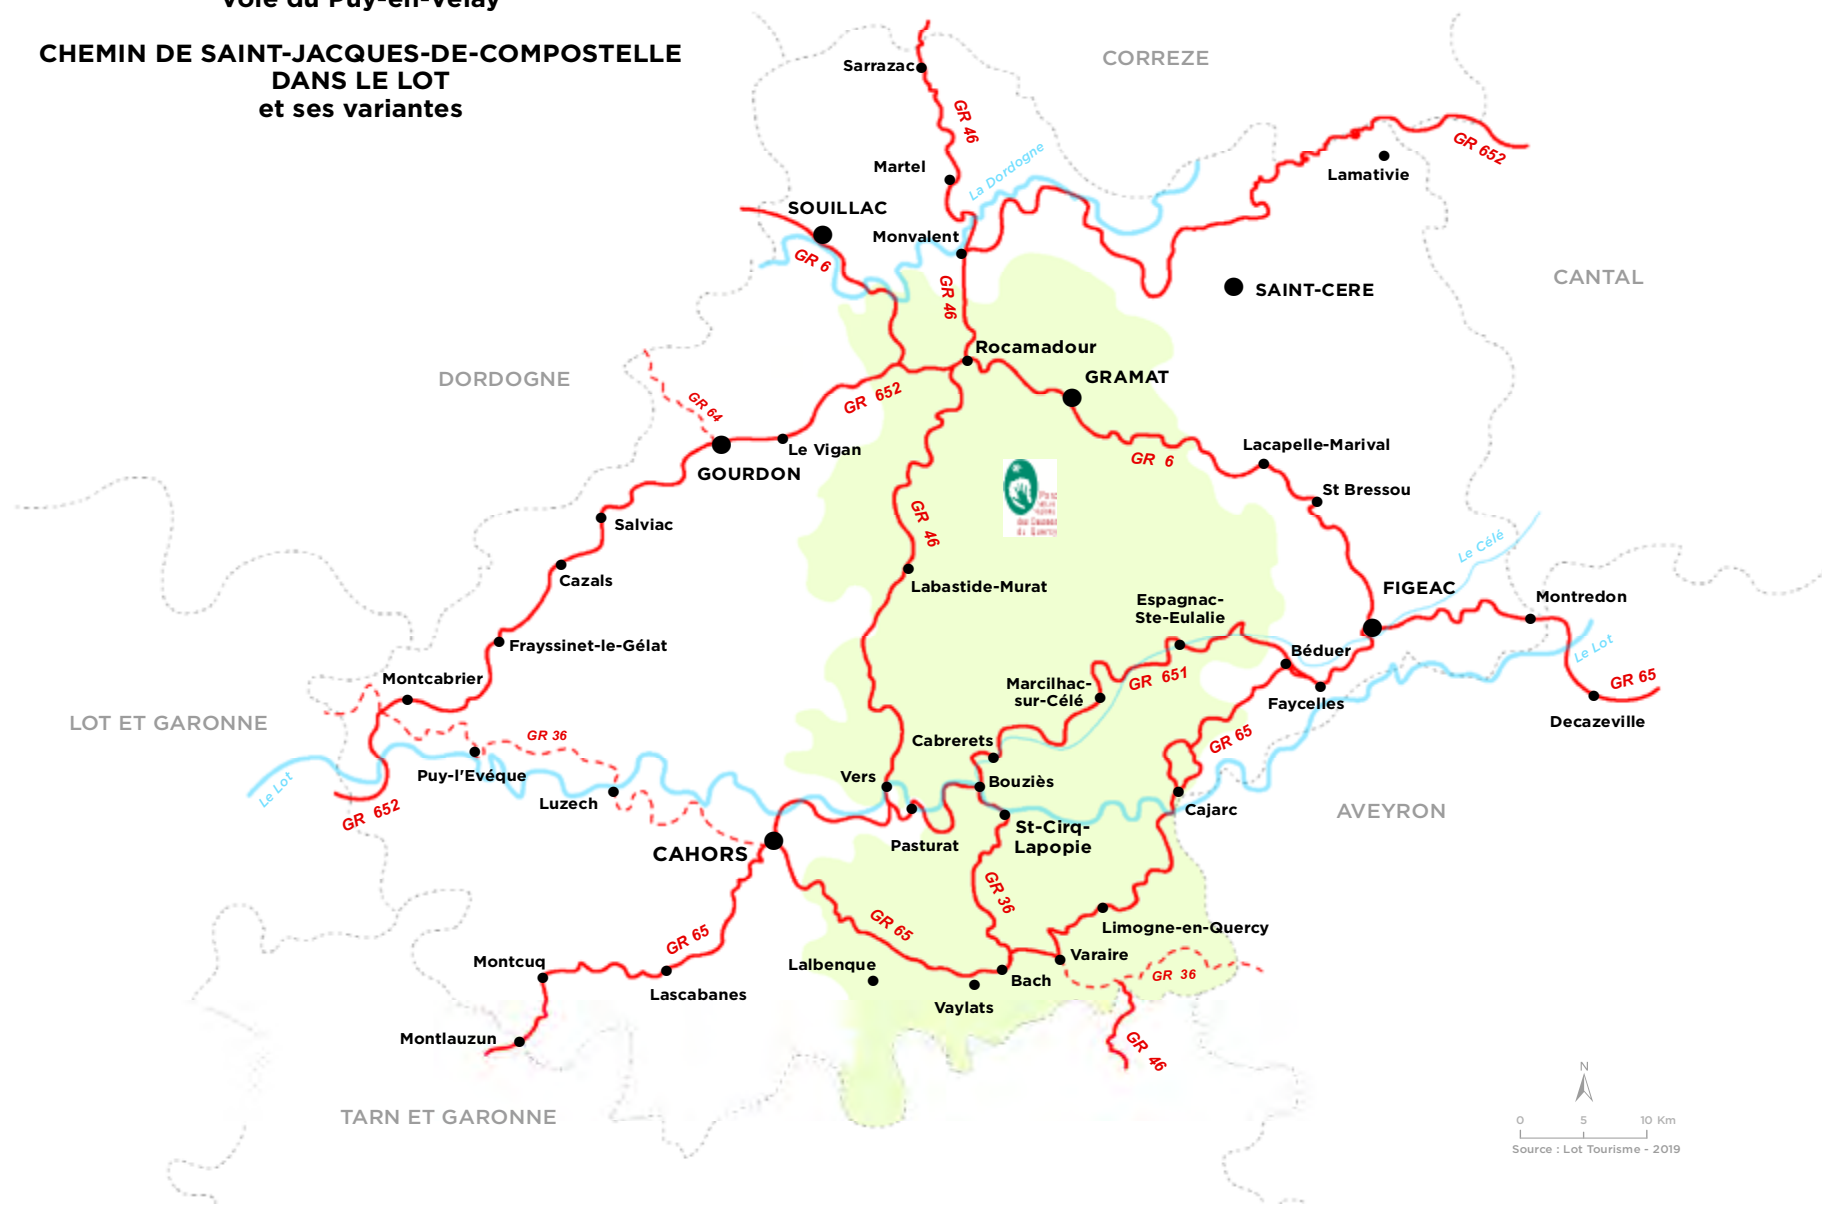 Voie du Puy-en-Velay
CHEMIN DE SAINT-JACQUES-DE-COMPOSTELLE
DANS LE LOT
et ses variantes
CORREZE
Sarrazac
GR 46
GR 652
Martel
La Dordogne
Lamativie
SOUILLAC
Monvalent
GR 6
GR 46
SAINT-CERE
CANTAL
Rocamadour
DORDOGNE
GRAMAT
GR 64
GR 652
Le Vigan
GOURDON
GR 6
Lacapelle-Marival
St Bressou
Salviac
GR 46
Le Célé
Cazals
Labastide-Murat
FIGEAC
Espagnac-
Ste-Eulalie
Montredon
Frayssinet-le-Gélat
Béduer
Le Lot
Montcabrier
Marcilhac-
sur-Célé
GR 651
GR 65
Faycelles
LOT ET GARONNE
Decazeville
GR 36
Cabrerets
GR 65
Puy-l'Evéque
Vers
Bouziès
Le Lot
Luzech
Cajarc
AVEYRON
GR 652
St-Cirq-
Lapopie
Pasturat
CAHORS
GR 36
GR 65
Limogne-en-Quercy
GR 65
Varaire
Montcuq
Lalbenque
GR 36
Bach
Lascabanes
Vaylats
Montlauzun
GR 46
TARN ET GARONNE
N
0 5 10 Km
Source : Lot Tourisme - 2019